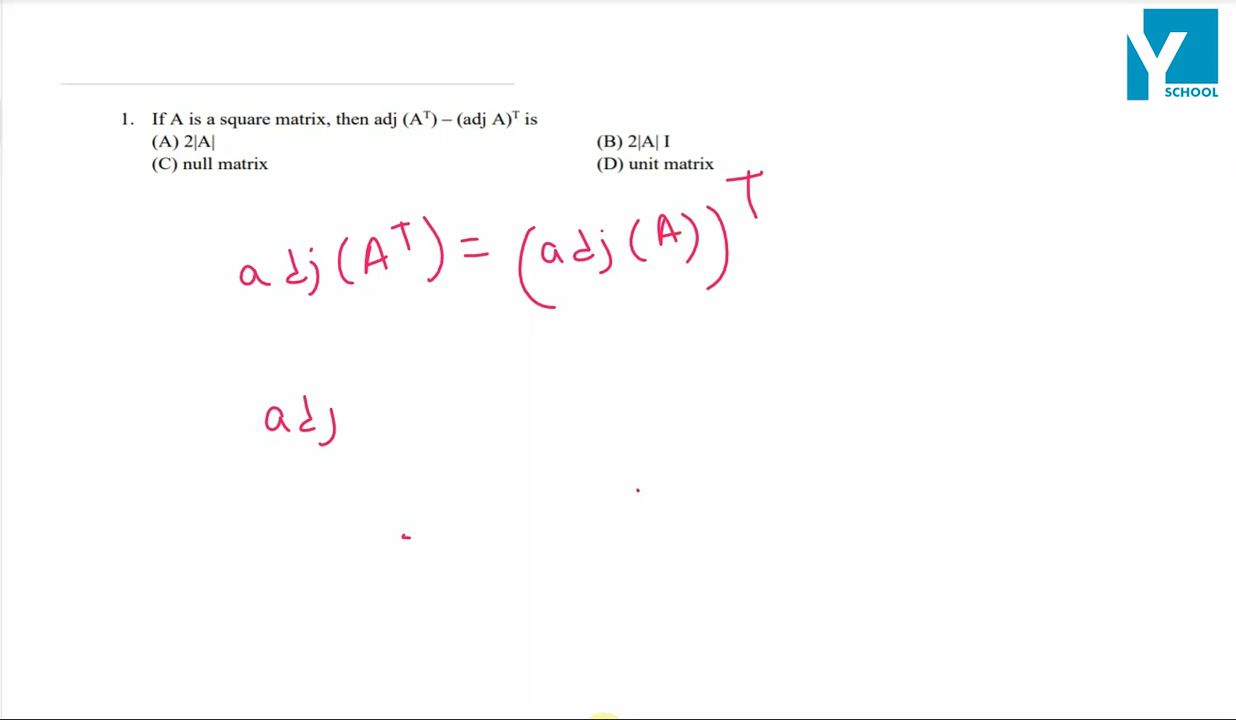 Y
SCHOOL
1. If A is a square matrix, then adj (Aᵀ) – (adj A)ᵀ is
(A) 2|A| (B) 2|A| I
(C) null matrix (D) unit matrix
adj(Aᵀ) = (adj(A))ᵀ
adj